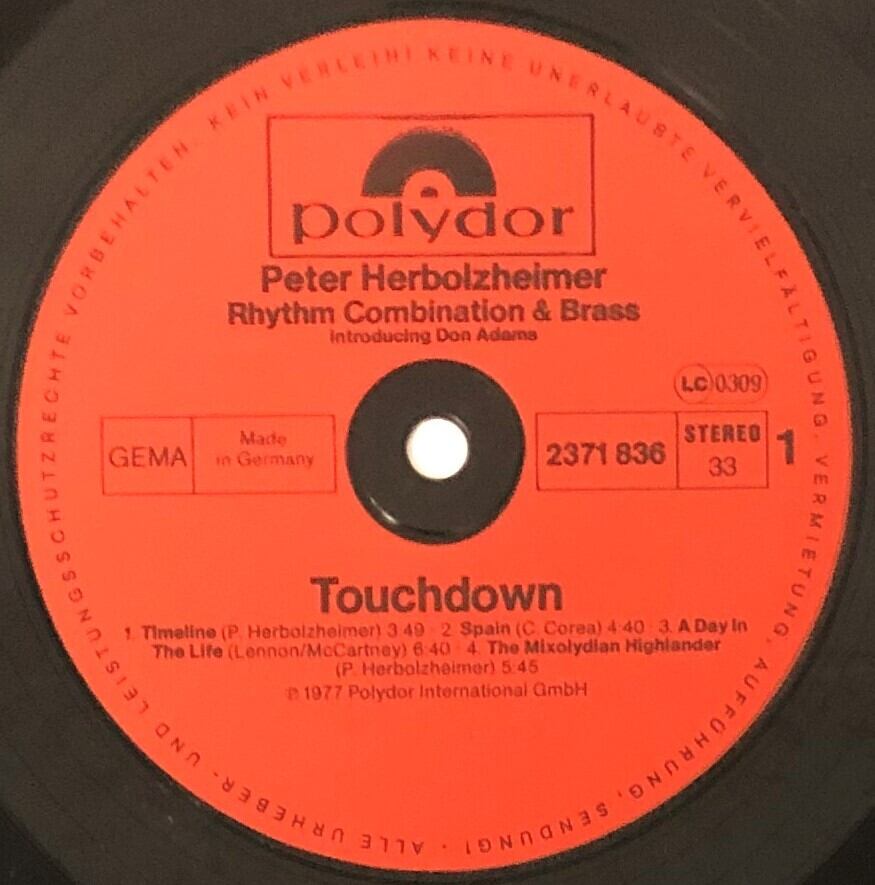 polydor
Peter Herbolzheimer
Rhythm Combination & Brass
introducing Don Adams
LC 0309
GEMA
Made
in Germany
2371 836
STEREO
33
1
Touchdown
1. Timeline (P. Herbolzheimer) 3:49 · 2. Spain (C. Corea) 4:40 · 3. A Day In
The Life (Lennon/McCartney) 6:40 · 4. The Mixolydian Highlander
(P. Herbolzheimer) 5:45
℗ 1977 Polydor International GmbH
ALLE URHEBER- UND LEISTUNGSSCHUTZRECHTE VORBEHALTEN. KEIN VERLEIH! KEINE UNERLAUBTE VERVIELFÄLTIGUNG, VERMIETUNG, AUFFÜHRUNG, SENDUNG! ·